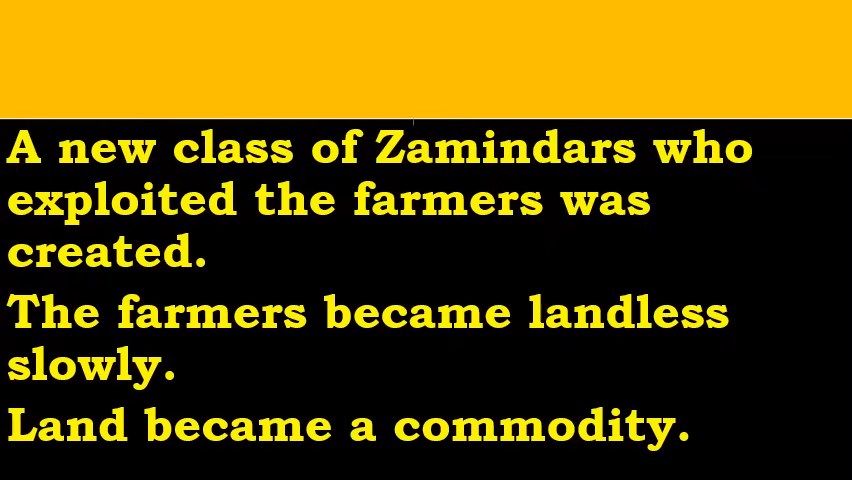 A new class of Zamindars who
exploited the farmers was
created.
The farmers became landless
slowly.
Land became a commodity.